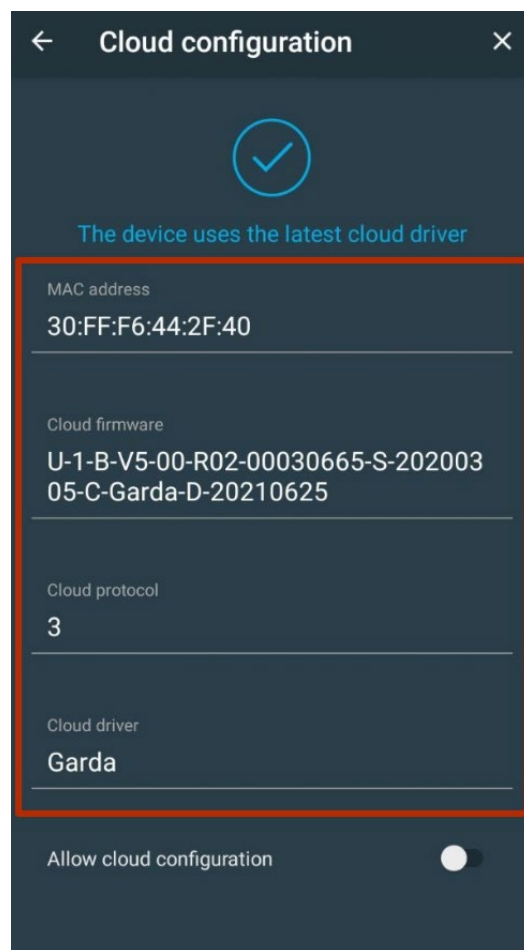 Cloud configuration
The device uses the latest cloud driver
MAC address
30:FF:F6:44:2F:40
Cloud firmware
U-1-B-V5-00-R02-00030665-S-202003
05-C-Garda-D-20210625
Cloud protocol
3
Cloud driver
Garda
Allow cloud configuration